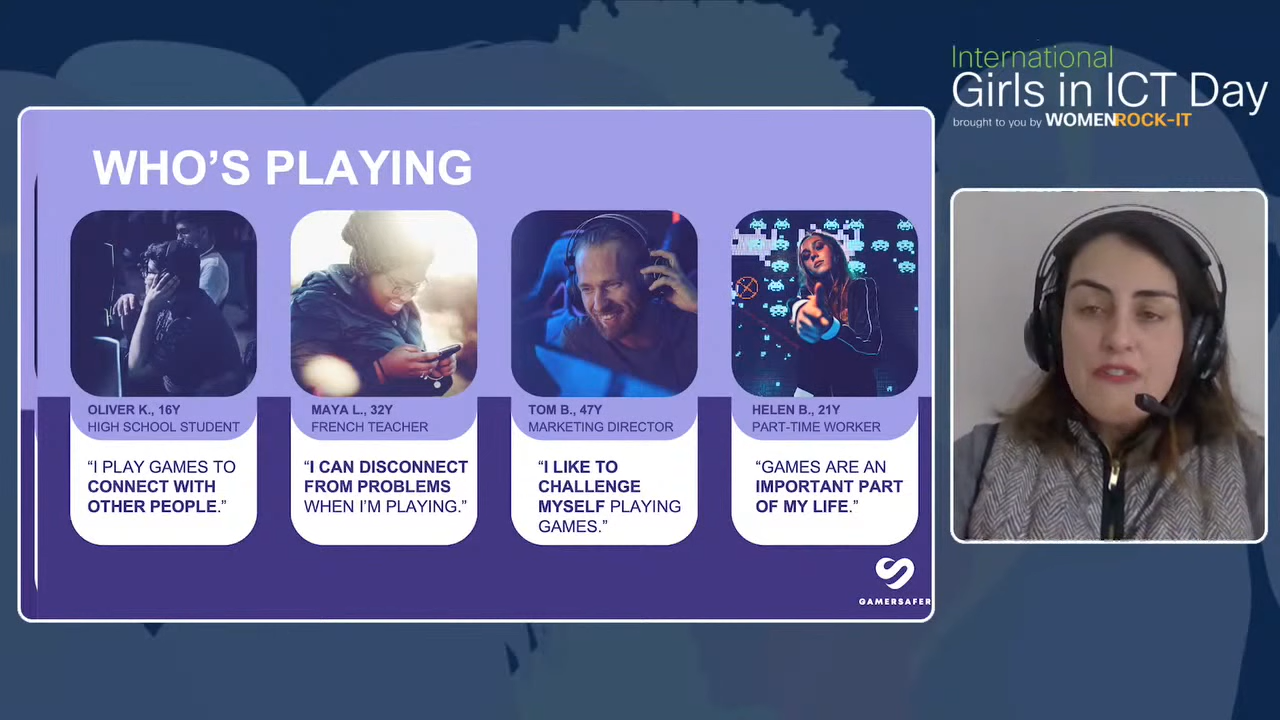 International
Girls in ICT Day
brought to you by WOMENROCK-IT
WHO'S PLAYING
OLIVER K., 16Y
HIGH SCHOOL STUDENT
“I PLAY GAMES TO
CONNECT WITH
OTHER PEOPLE.”
MAYA L., 32Y
FRENCH TEACHER
“I CAN DISCONNECT
FROM PROBLEMS
WHEN I’M PLAYING.”
TOM B., 47Y
MARKETING DIRECTOR
“I LIKE TO
CHALLENGE
MYSELF PLAYING
GAMES.”
HELEN B., 21Y
PART-TIME WORKER
“GAMES ARE AN
IMPORTANT PART
OF MY LIFE.”
GAMERSAFER